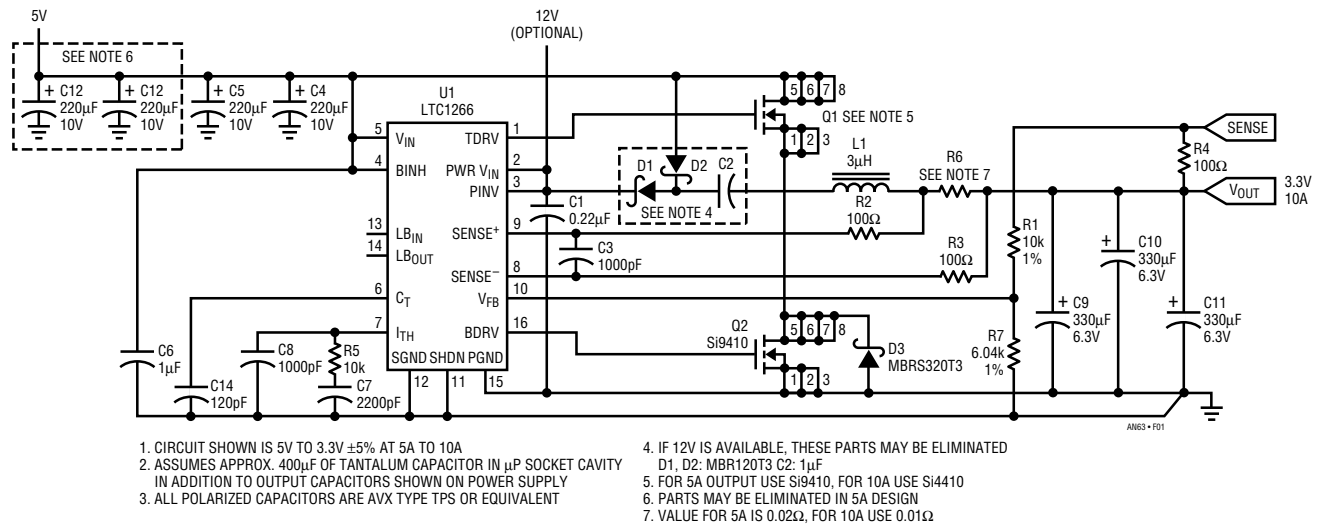 5V
12V
(OPTIONAL)
SEE NOTE 6
+ C12
220µF
10V
+ C12
220µF
10V
+ C5
220µF
10V
+ C4
220µF
10V
U1
LTC1266
5 VIN
4 BINH
13 LBIN
14 LBOUT
6 CT
7 ITH
TDRV 1
PWR VIN 2
PINV 3
SENSE+ 9
SENSE− 8
VFB 10
BDRV 16
SGND SHDN PGND
12 11 15
5 6 7 8
Q1 SEE NOTE 5
1 2 3
D1 D2 C2
SEE NOTE 4
C1
0.22µF
C3
1000pF
L1
3µH
R6
SEE NOTE 7
R2
100Ω
R3
100Ω
SENSE
R4
100Ω
VOUT
3.3V
10A
R1
10k
1%
+ C10
330µF
6.3V
+ C9
330µF
6.3V
+ C11
330µF
6.3V
R7
6.04k
1%
Q2
Si9410
5 6 7 8
1 2 3
D3
MBRS320T3
C6
1µF
C14
120pF
C8
1000pF
R5
10k
C7
2200pF
AN63 • F01
1. CIRCUIT SHOWN IS 5V TO 3.3V ±5% AT 5A TO 10A
2. ASSUMES APPROX. 400µF OF TANTALUM CAPACITOR IN µP SOCKET CAVITY
IN ADDITION TO OUTPUT CAPACITORS SHOWN ON POWER SUPPLY
3. ALL POLARIZED CAPACITORS ARE AVX TYPE TPS OR EQUIVALENT
4. IF 12V IS AVAILABLE, THESE PARTS MAY BE ELIMINATED
D1, D2: MBR120T3 C2: 1µF
5. FOR 5A OUTPUT USE Si9410, FOR 10A USE Si4410
6. PARTS MAY BE ELIMINATED IN 5A DESIGN
7. VALUE FOR 5A IS 0.02Ω, FOR 10A USE 0.01Ω